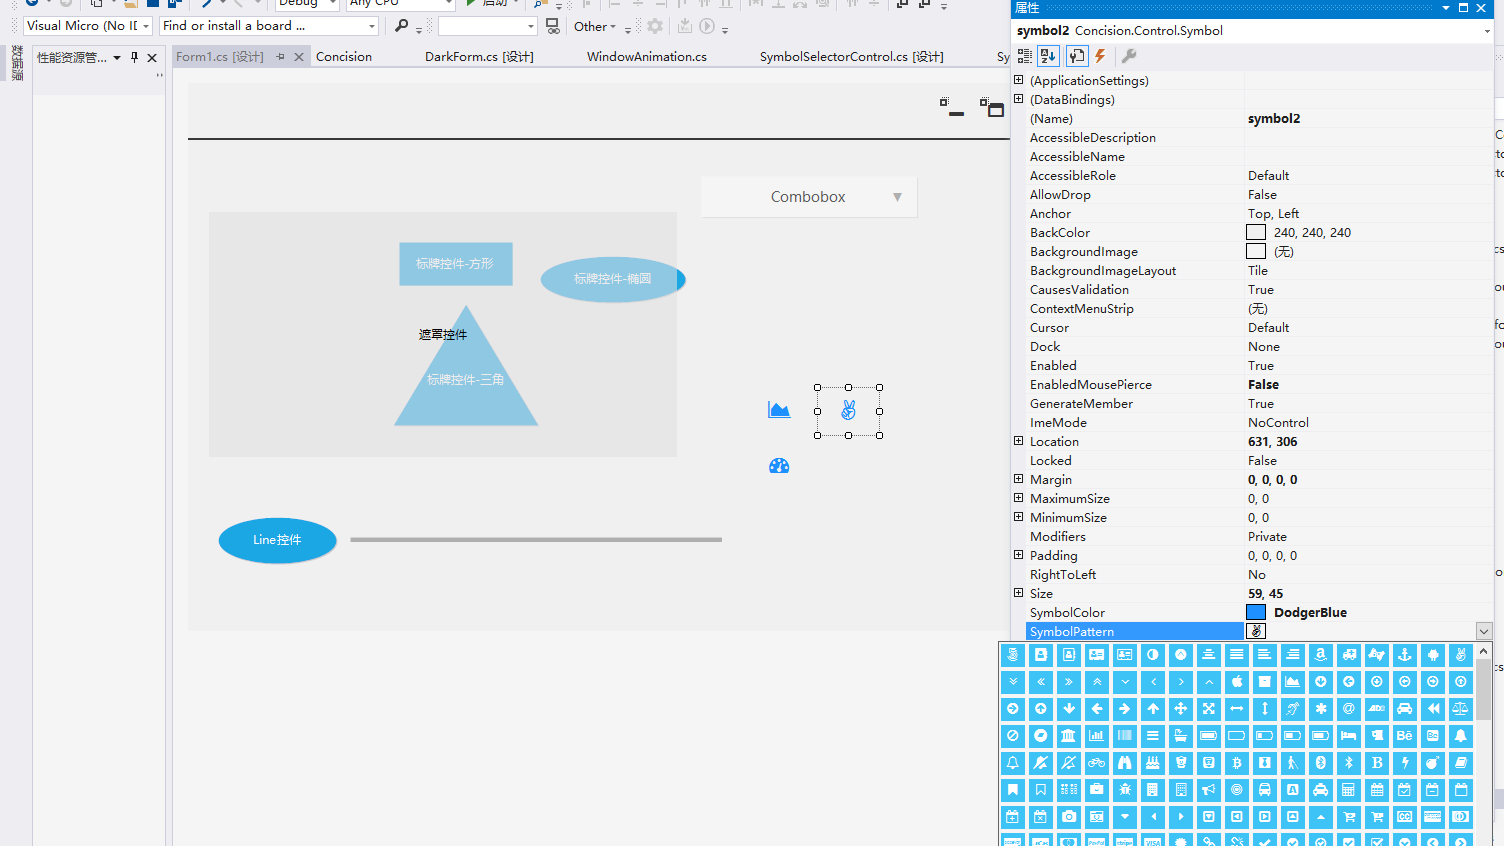 属性
Debug
Any CPU
启动
Visual Micro (No ID
Find or install a board ...
Other
symbol2 Concision.Control.Symbol
数据源
性能资源管...
Form1.cs [设计]
Concision
DarkForm.cs [设计]
WindowAnimation.cs
SymbolSelectorControl.cs [设计]
Sy
Combobox
标牌控件-方形
标牌控件-椭圆
遮罩控件
标牌控件-三角
Line控件
(ApplicationSettings)
(DataBindings)
(Name) symbol2
AccessibleDescription
AccessibleName
AccessibleRole Default
AllowDrop False
Anchor Top, Left
BackColor 240, 240, 240
BackgroundImage (无)
BackgroundImageLayout Tile
CausesValidation True
ContextMenuStrip (无)
Cursor Default
Dock None
Enabled True
EnabledMousePierce False
GenerateMember True
ImeMode NoControl
Location 631, 306
Locked False
Margin 0, 0, 0, 0
MaximumSize 0, 0
MinimumSize 0, 0
Modifiers Private
Padding 0, 0, 0, 0
RightToLeft No
Size 59, 45
SymbolColor DodgerBlue
SymbolPattern